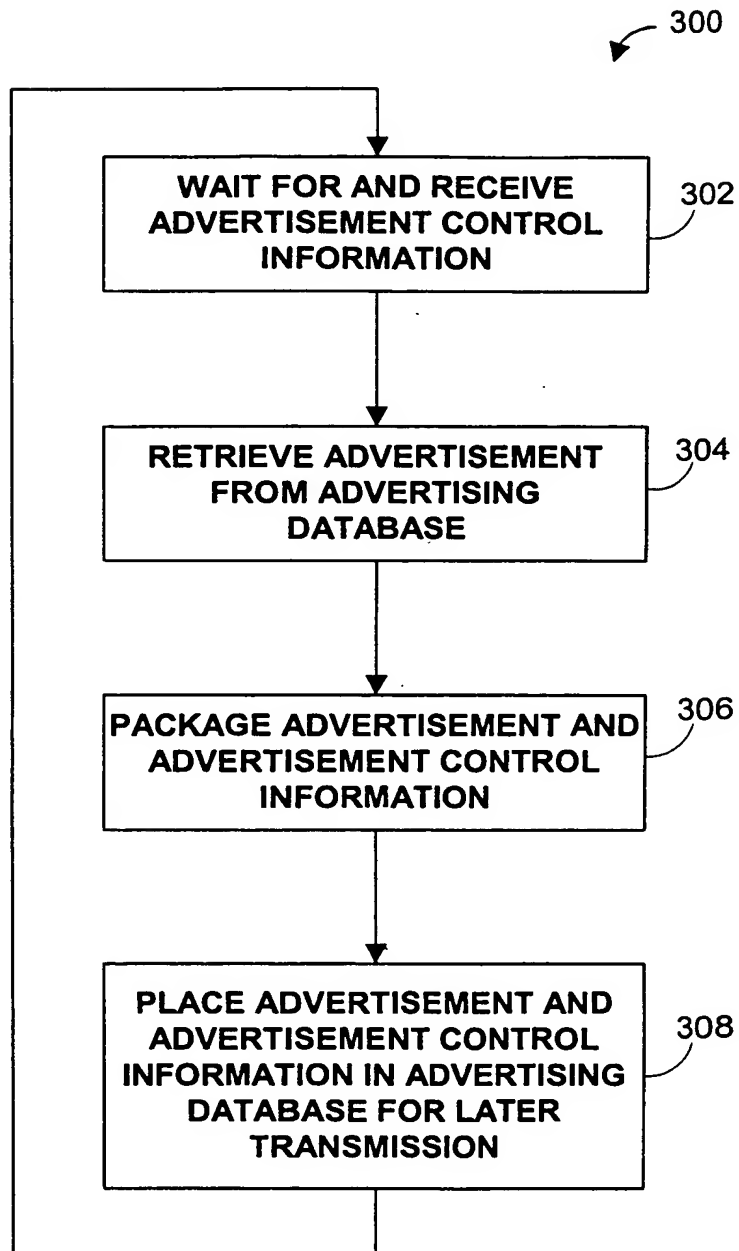 300
WAIT FOR AND RECEIVE
ADVERTISEMENT CONTROL
INFORMATION
302
RETRIEVE ADVERTISEMENT
FROM ADVERTISING
DATABASE
304
PACKAGE ADVERTISEMENT AND
ADVERTISEMENT CONTROL
INFORMATION
306
PLACE ADVERTISEMENT AND
ADVERTISEMENT CONTROL
INFORMATION IN ADVERTISING
DATABASE FOR LATER
TRANSMISSION
308